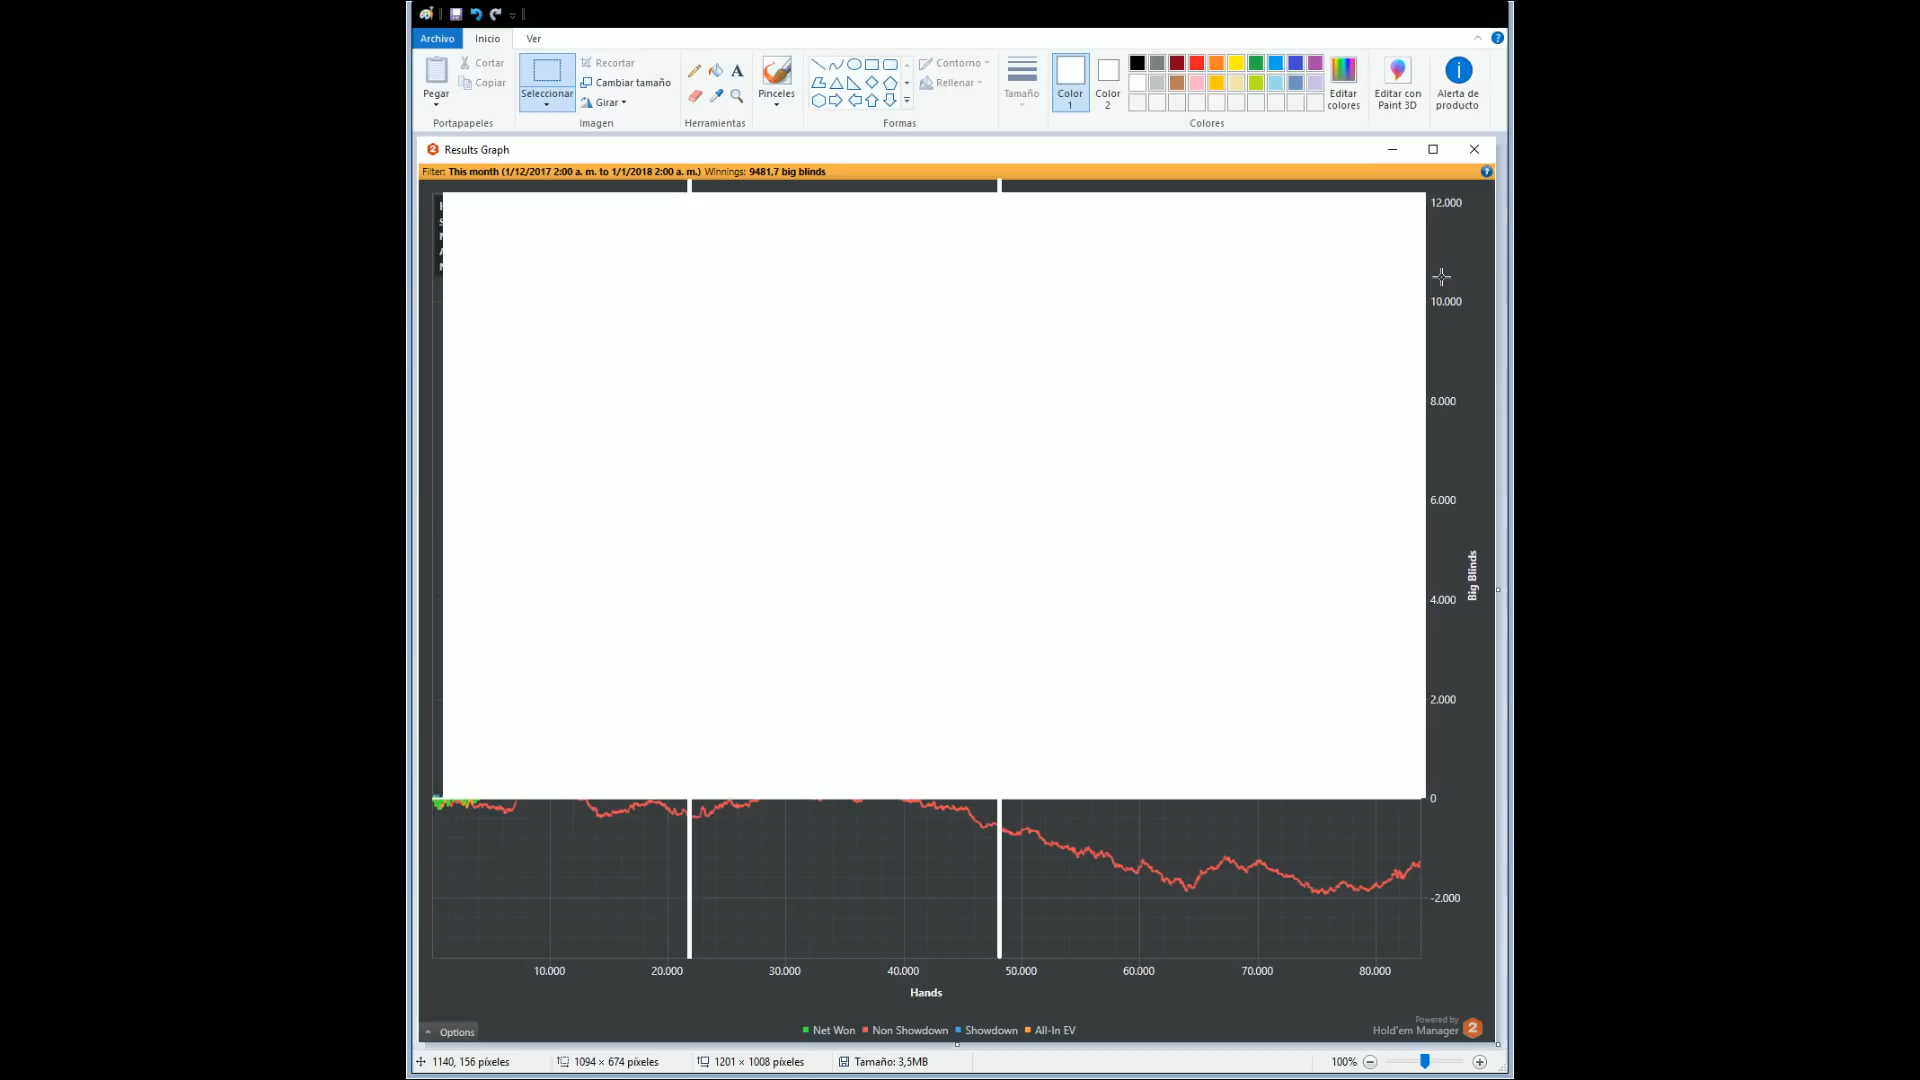 Archivo Inicio Ver
Pegar
Cortar
Copiar
Portapapeles
Seleccionar
Recortar
Cambiar tamaño
Girar
Imagen
A
Herramientas
Pinceles
Contorno
Rellenar
Formas
Tamaño
Color 1
Color 2
Colores
Editar colores
Editar con Paint 3D
Alerta de producto
Results Graph
Filter: This month (1/12/2017 2:00 a. m. to 1/1/2018 2:00 a. m.) Winnings: 9481,7 big blinds
12.000
10.000
8.000
6.000
4.000
2.000
0
-2.000
Big Blinds
10.000 20.000 30.000 40.000 50.000 60.000 70.000 80.000
Hands
Options
Net Won Non Showdown Showdown All-In EV
Powered by
Hold'em Manager 2
1140, 156 píxeles 1094 × 674 píxeles 1201 × 1008 píxeles Tamaño: 3,5MB 100%